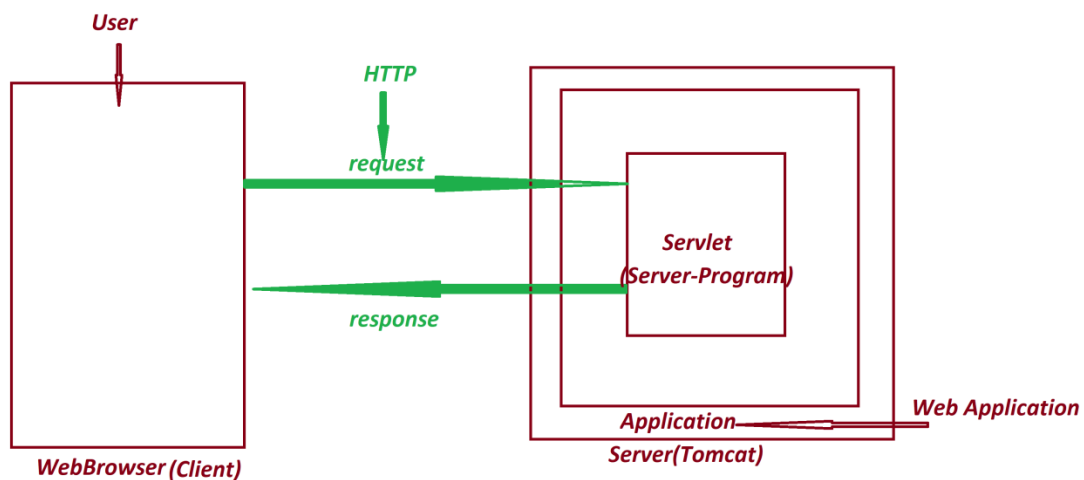 User
HTTP
request
Servlet
(Server-Program)
response
Web Application
Application
Server(Tomcat)
WebBrowser (Client)